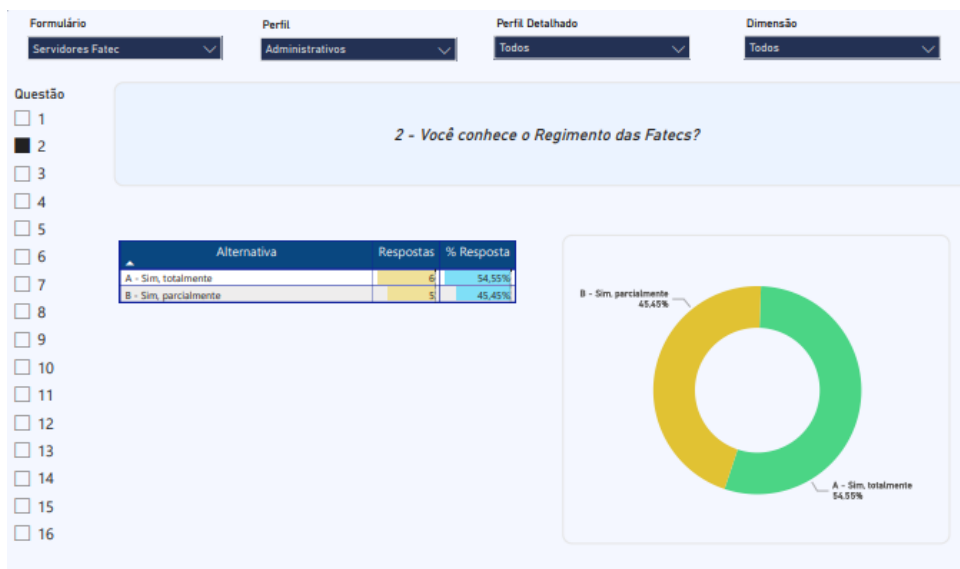 Formulário
Perfil
Perfil Detalhado
Dimensão
Servidores Fatec
Administrativos
Todos
Todos
Questão
1
2
3
4
5
6
7
8
9
10
11
12
13
14
15
16
2 - Você conhece o Regimento das Fatecs?
Alternativa Respostas % Resposta
A - Sim, totalmente 6 54,55%
B - Sim, parcialmente 5 45,45%
B - Sim, parcialmente
45,45%
A - Sim, totalmente
54,55%